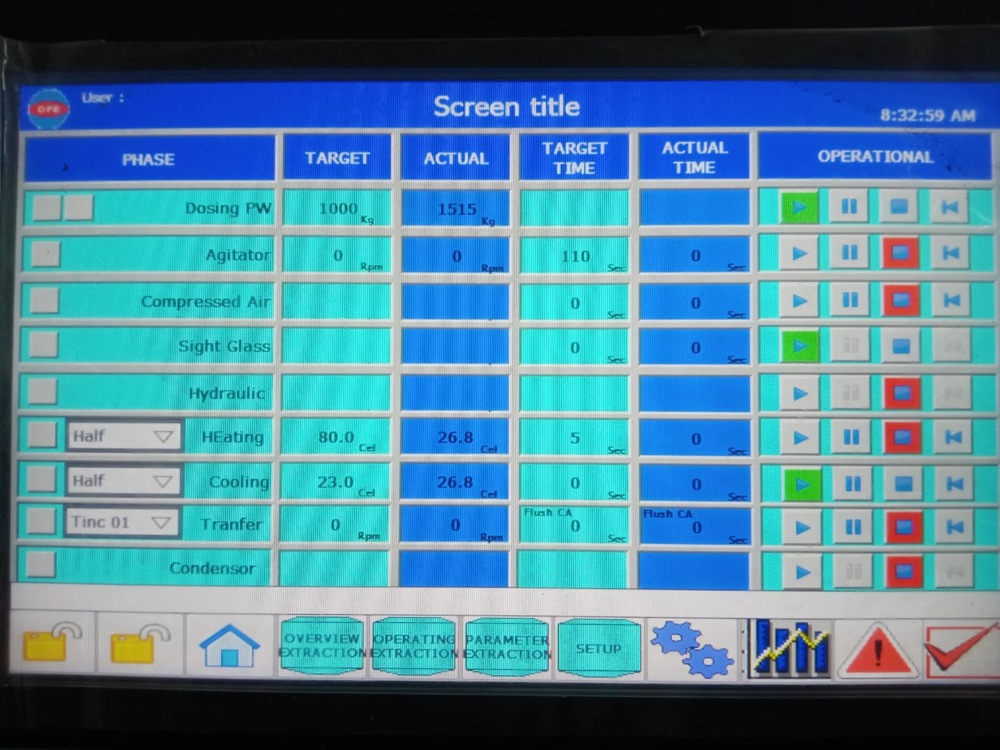 OPE
User :
Screen title
8:32:59 AM
PHASE TARGET ACTUAL TARGET TIME ACTUAL TIME OPERATIONAL
Dosing PW 1000 Kg 1515 Kg
Agitator 0 Rpm 0 Rpm 110 Sec 0 Sec
Compressed Air 0 Sec 0 Sec
Sight Glass 0 Sec 0 Sec
Hydraulic
Half HEating 80.0 Cel 26.8 Cel 5 Sec 0 Sec
Half Cooling 23.0 Cel 26.8 Cel 0 Sec 0 Sec
Tinc 01 Tranfer 0 Rpm 0 Rpm Flush CA 0 Sec Flush CA 0 Sec
Condensor
OVERVIEW EXTRACTION OPERATING EXTRACTION PARAMETER EXTRACTION SETUP